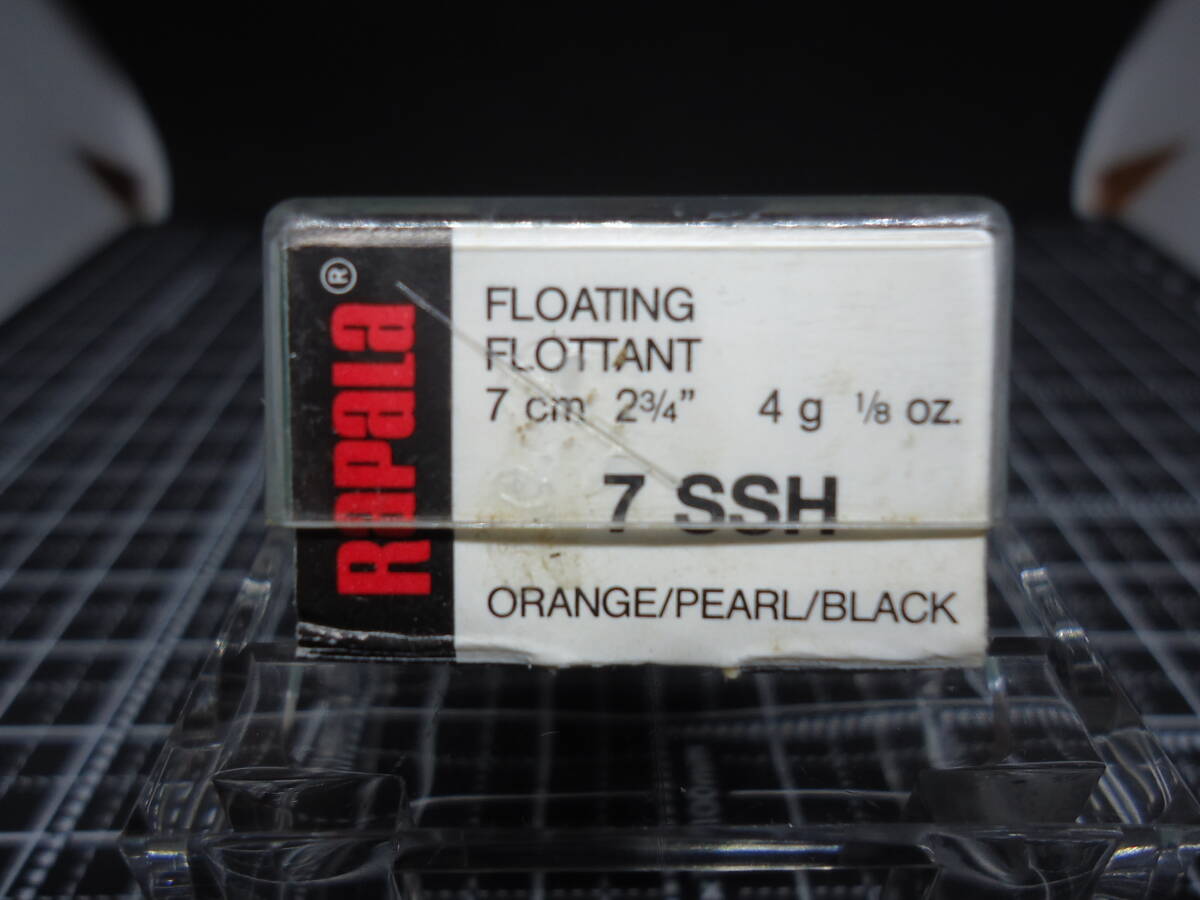 RAPALA®
FLOATING
FLOTTANT
7 cm 2¾” 4 g ⅛ oz.
7 SSH
ORANGE/PEARL/BLACK